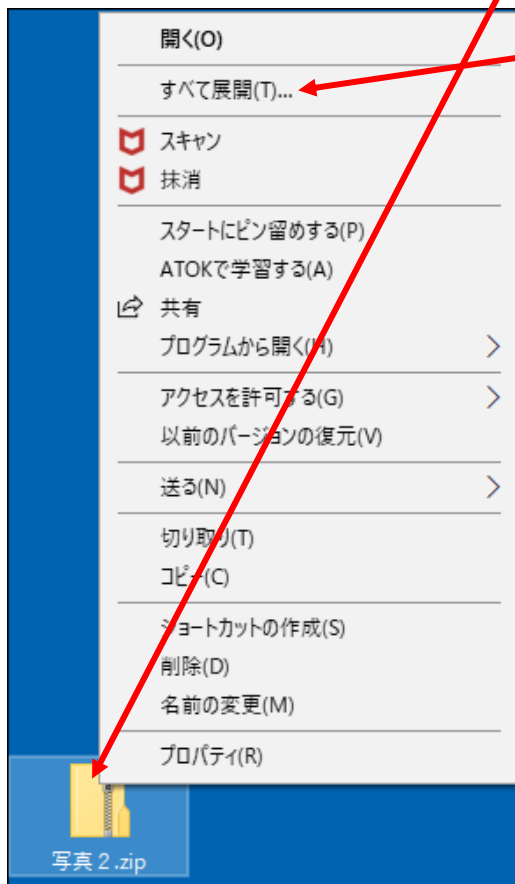 開く(O)
すべて展開(T)...
スキャン
抹消
スタートにピン留めする(P)
ATOKで学習する(A)
共有
プログラムから開く(H)
アクセスを許可する(G)
以前のバージョンの復元(V)
送る(N)
切り取り(T)
コピー(C)
ショートカットの作成(S)
削除(D)
名前の変更(M)
プロパティ(R)
写真２.zip